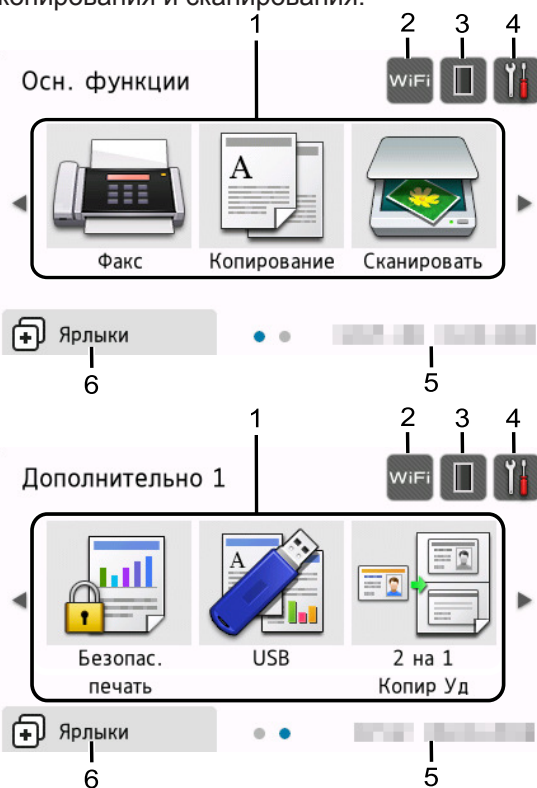 копирования и сканирования.
1 2 3 4
Осн. функции
WiFi
A
Факс Копирование Сканировать
Ярлыки
6 5
1 2 3 4
Дополнительно 1
WiFi
A
Безопас. USB 2 на 1
печать Копир Уд
Ярлыки
6 5